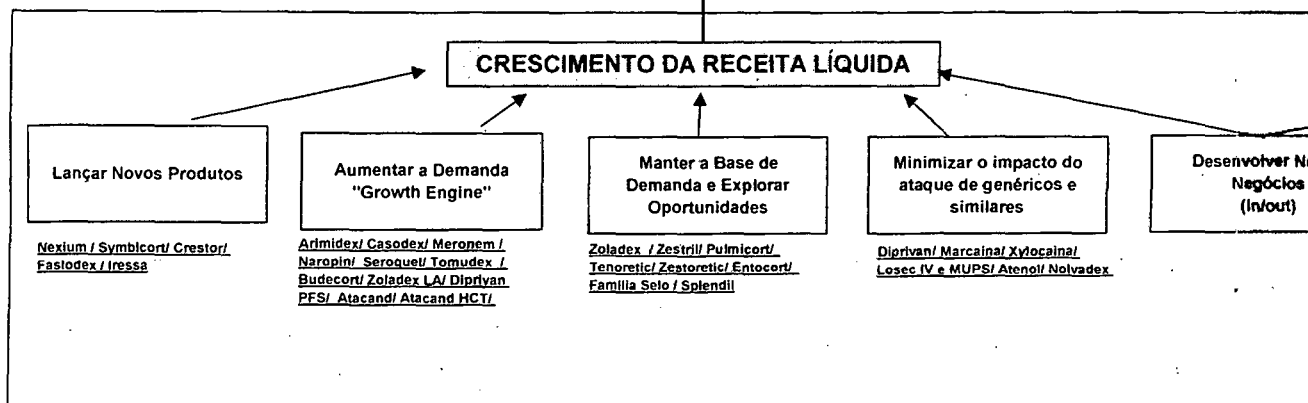 CRESCIMENTO DA RECEITA LÍQUIDA
Lançar Novos Produtos
Nexium / Symbicort/ Crestor/
Faslodex / Iressa
Aumentar a Demanda
"Growth Engine"
Arimidex/ Casodex/ Meronem /
Naropin/ Seroquel/ Tomudex /
Budecort/ Zoladex LA/ Diprivan
PFS/ Atacand/ Atacand HCT/
Manter a Base de
Demanda e Explorar
Oportunidades
Zoladex / Zestril/ Pulmicort/
Tenoretic/ Zestoretic/ Entocort/
Familia Selo / Splendil
Minimizar o impacto do
ataque de genéricos e
similares
Diprivan/ Marcaina/ Xylocaina/
Losec IV e MUPS/ Atenol/ Nolvadex
Desenvolver
Negócios
(In/out)